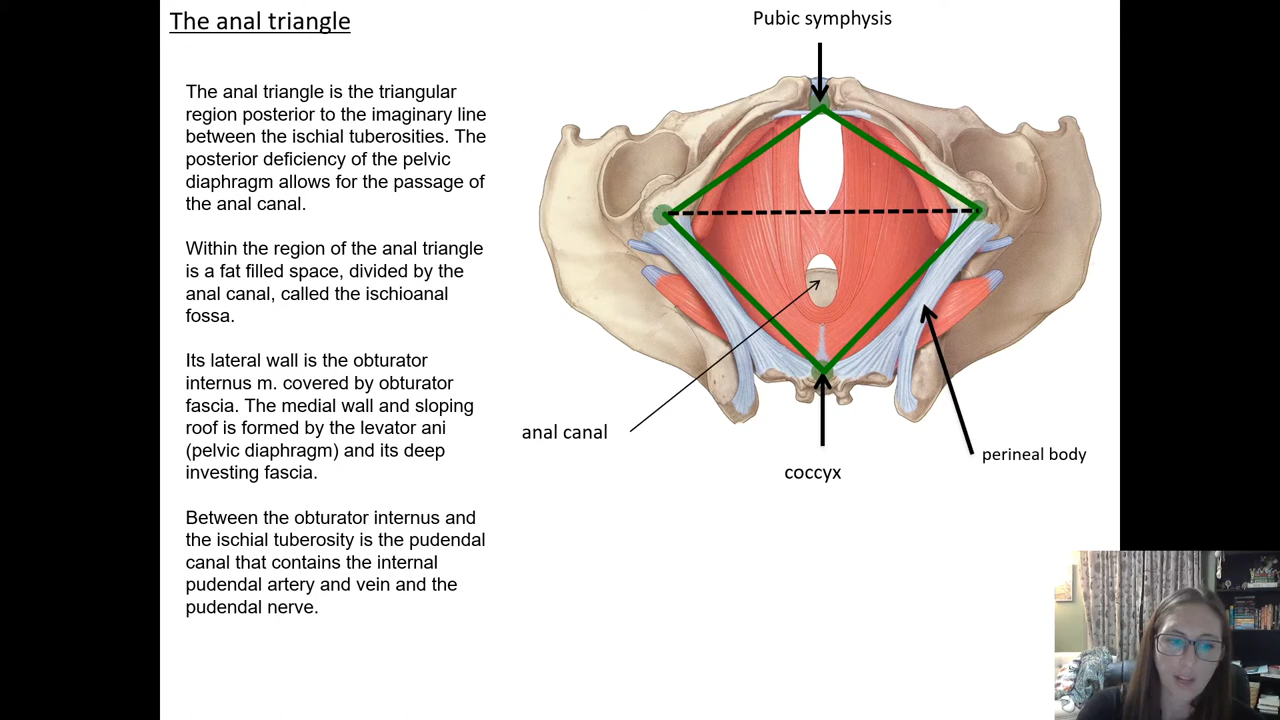 The anal triangle
Pubic symphysis
The anal triangle is the triangular
region posterior to the imaginary line
between the ischial tuberosities. The
posterior deficiency of the pelvic
diaphragm allows for the passage of
the anal canal.
Within the region of the anal triangle
is a fat filled space, divided by the
anal canal, called the ischioanal
fossa.
Its lateral wall is the obturator
internus m. covered by obturator
fascia. The medial wall and sloping
roof is formed by the levator ani
(pelvic diaphragm) and its deep
investing fascia.
Between the obturator internus and
the ischial tuberosity is the pudendal
canal that contains the internal
pudendal artery and vein and the
pudendal nerve.
anal canal
coccyx
perineal body